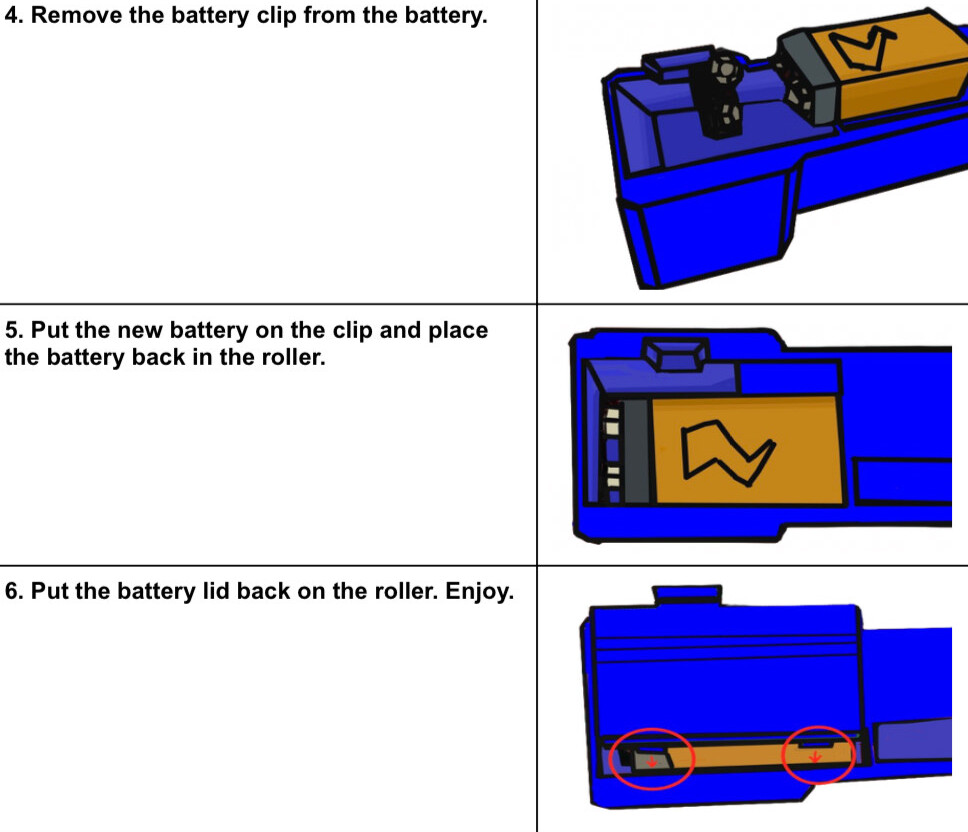 4. Remove the battery clip from the battery.
5. Put the new battery on the clip and place
the battery back in the roller.
6. Put the battery lid back on the roller. Enjoy.